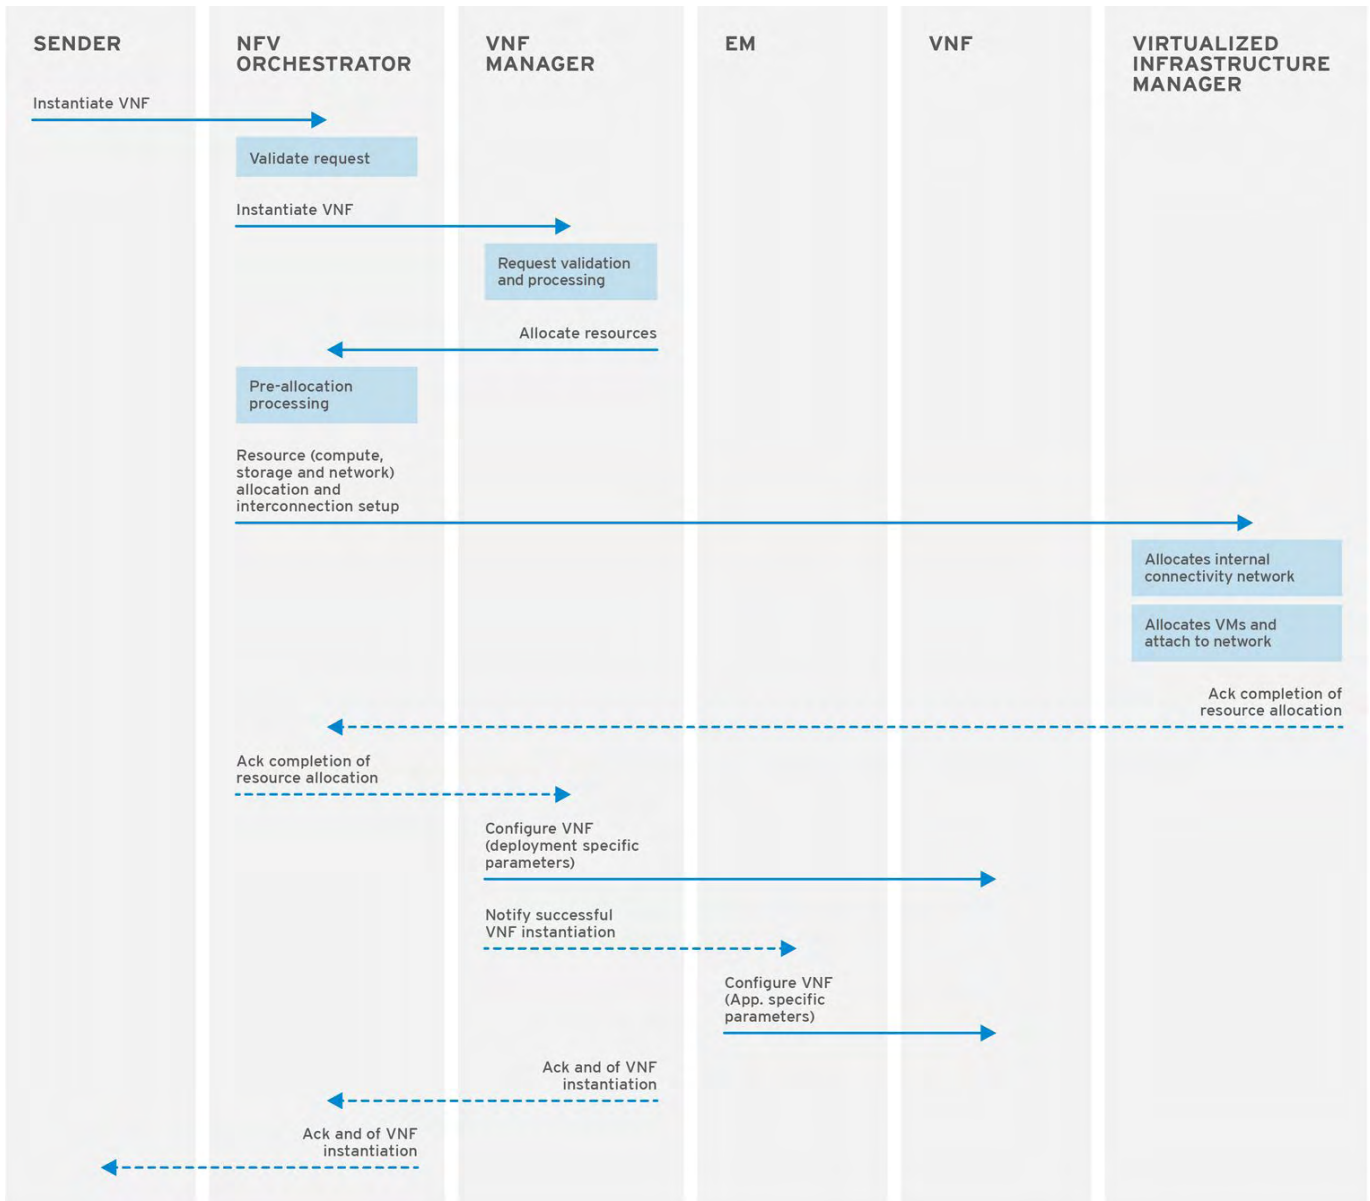 SENDER
NFV
ORCHESTRATOR
VNF
MANAGER
EM
VNF
VIRTUALIZED
INFRASTRUCTURE
MANAGER
Instantiate VNF
Validate request
Instantiate VNF
Request validation
and processing
Allocate resources
Pre-allocation
processing
Resource (compute,
storage and network)
allocation and
interconnection setup
Allocates internal
connectivity network
Allocates VMs and
attach to network
Ack completion of
resource allocation
Ack completion of
resource allocation
Configure VNF
(deployment specific
parameters)
Notify successful
VNF instantiation
Configure VNF
(App. specific
parameters)
Ack and of VNF
instantiation
Ack and of VNF
instantiation